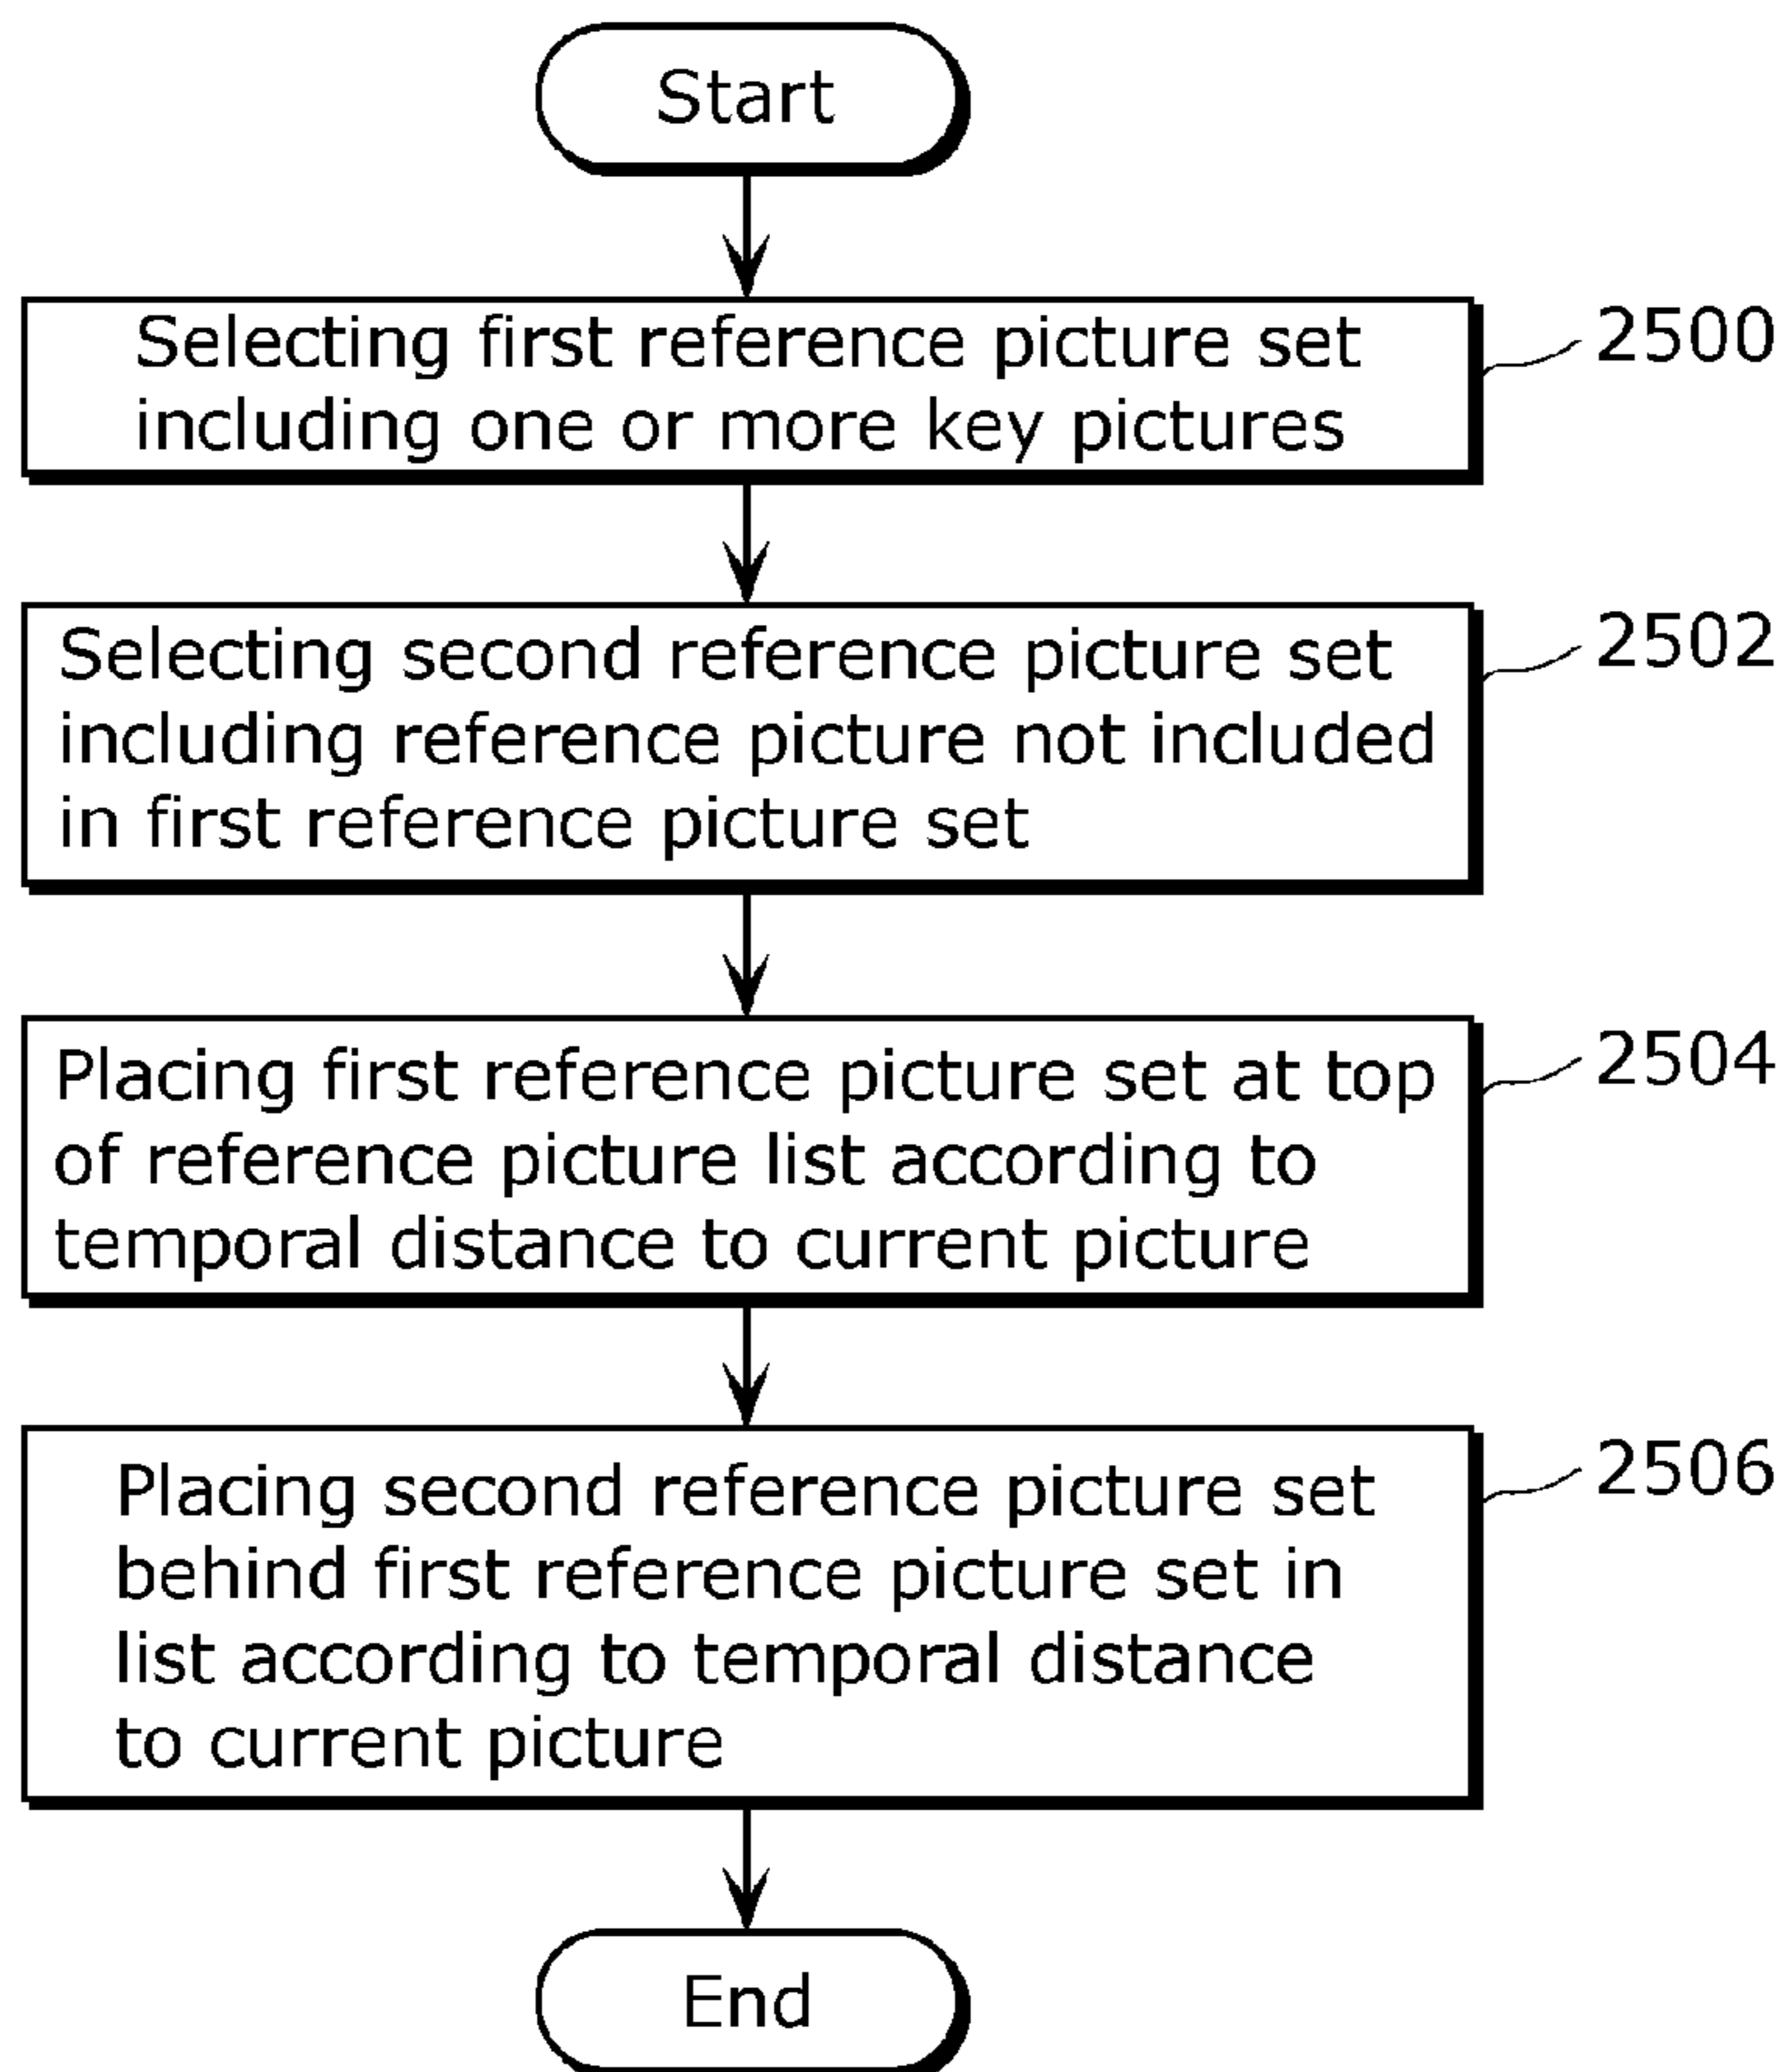 Start
Selecting first reference picture set
including one or more key pictures
2500
Selecting second reference picture set
including reference picture not included
in first reference picture set
2502
Placing first reference picture set at top
of reference picture list according to
temporal distance to current picture
2504
Placing second reference picture set
behind first reference picture set in
list according to temporal distance
to current picture
2506
End